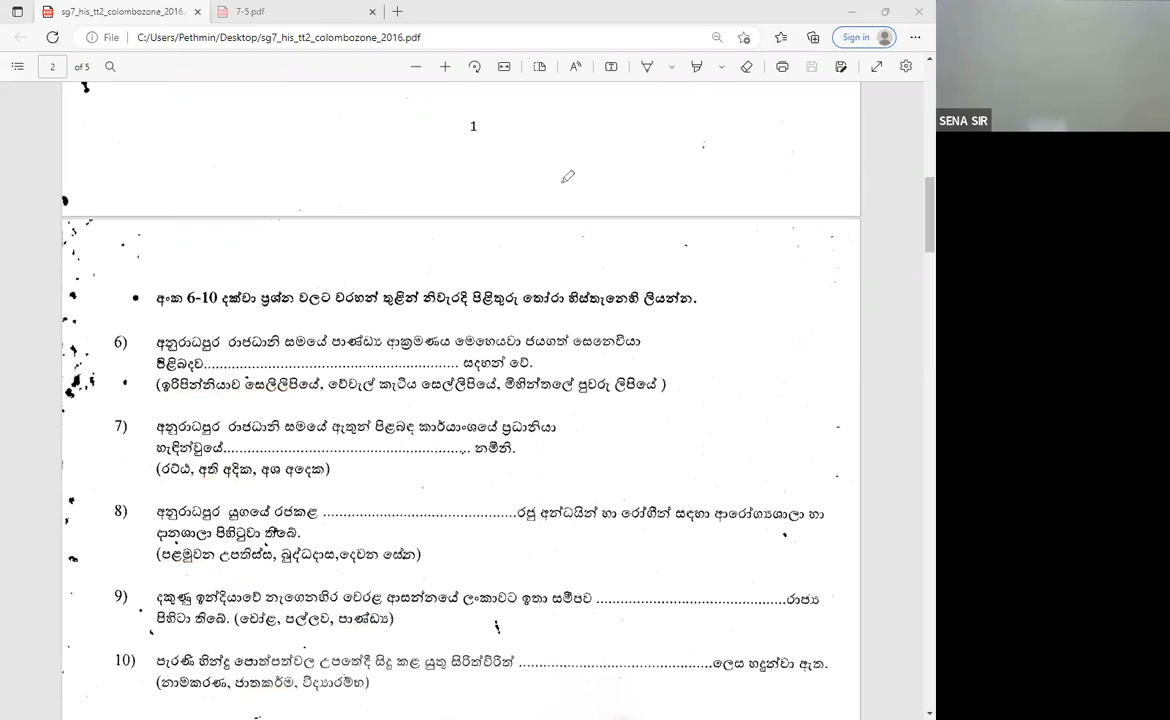 sg7_his_tt2_colombozone_2016.
7-5.pdf
File
C:/Users/Pethmin/Desktop/sg7_his_tt2_colombozone_2016.pdf
Sign in
2 of 5
SENA SIR
1
අංක 6-10 දක්වා ප්‍රශ්න වලට වරහන් තුළින් නිවැරදි පිළිතුරු තෝරා හිස්තැනෙහි ලියන්න.
6) අනුරාධපුර රාජධානි සමයේ පාණ්ඩ්‍ය ආක්‍රමණය මෙහෙයවා ජයගත් සෙනෙවියා
පිළිබදව............................................................... සදහන් වේ.
(ඉරිපින්නියාව සෙලිලිපියේ, වේවැල් කැටිය සෙල්ලිපියේ, මිහින්තලේ පුවරු ලිපියේ )
7) අනුරාධපුර රාජධානි සමයේ ඇතුන් පිළබඳ කාර්යාංශයේ ප්‍රධානියා
හැඳින්වුයේ............................................................. නමිනි.
(රට්ඨ, අති අදික, අශ අදෙක)
8) අනුරාධපුර යුගයේ රජකළ .................................................රජු අන්ධයින් හා රෝගීන් සඳහා ආරෝග්‍යශාලා හා
දානශාලා පිහිටුවා තිබේ.
(පළමුවන උපතිස්ස, බුද්ධදාස,දෙවන සේන)
9) දකුණු ඉන්දියාවේ නැගෙනහිර වෙරළ ආසන්නයේ ලංකාවට ඉතා සමීපව ................................................රාජ්‍ය
පිහිටා තිබේ. (චෝළ, පල්ලව, පාණ්ඩ්‍ය)
10) පැරණි හින්දු පොත්පත්වල උපතේදී සිදු කළ යුතු සිරිත්විරිත් .................................................ලෙස හදුන්වා ඇත.
(නාමකරණ, ජාතකර්ම, විද්‍යාරම්භ)